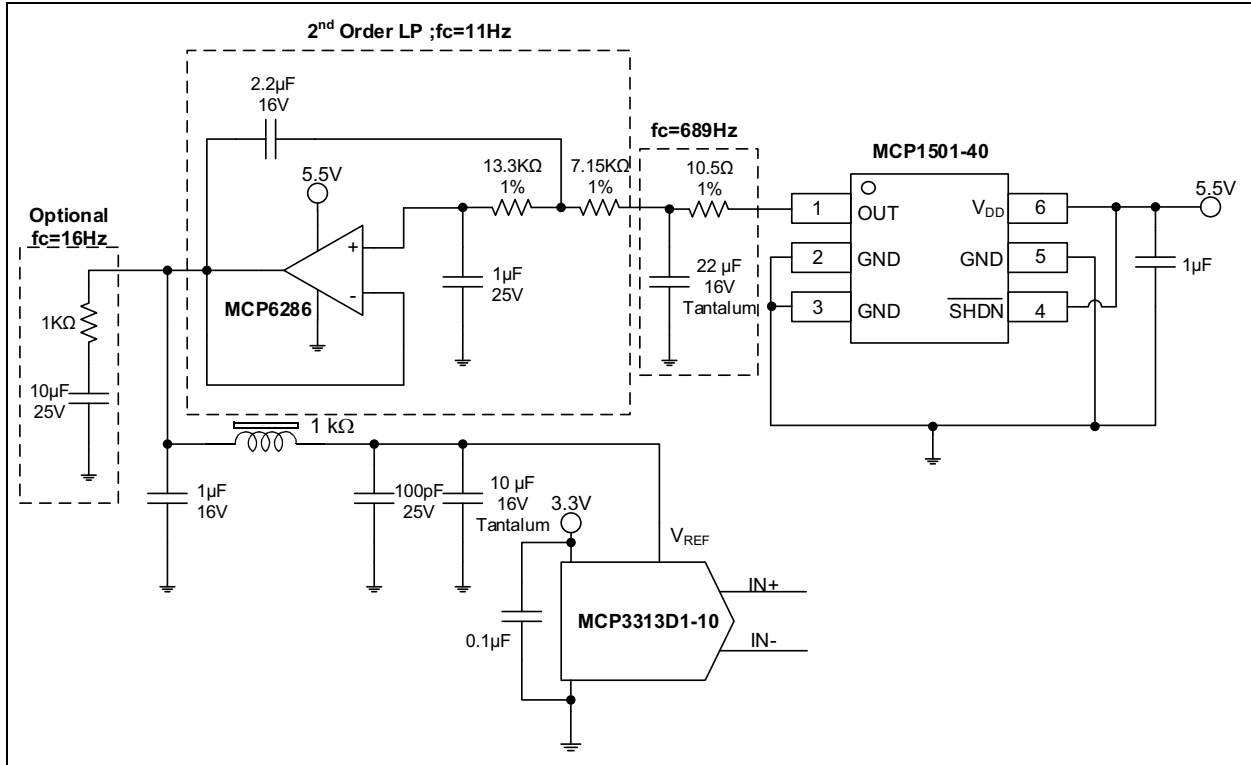 2nd Order LP ;fc=11Hz
2.2µF
16V
5.5V
13.3KΩ
1%
7.15KΩ
1%
fc=689Hz
10.5Ω
1%
MCP1501-40
1
OUT
2
GND
3
GND
VDD
6
GND
5
SHDN
4
5.5V
1µF
Optional
fc=16Hz
1KΩ
10µF
25V
+
-
MCP6286
1µF
25V
22 µF
16V
Tantalum
1 kΩ
1µF
16V
100pF
25V
10 µF
16V
Tantalum
3.3V
VREF
0.1µF
MCP3313D1-10
IN+
IN-